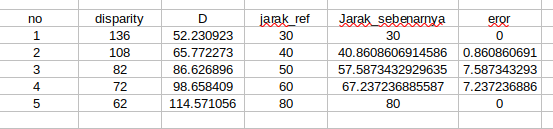 no disparity D jarak_ref Jarak_sebenarnya eror
1 136 52.230923 30 30 0
2 108 65.772273 40 40.8608606914586 0.860860691
3 82 86.626896 50 57.5873432929635 7.587343293
4 72 98.658409 60 67.237236885587 7.237236886
5 62 114.571056 80 80 0